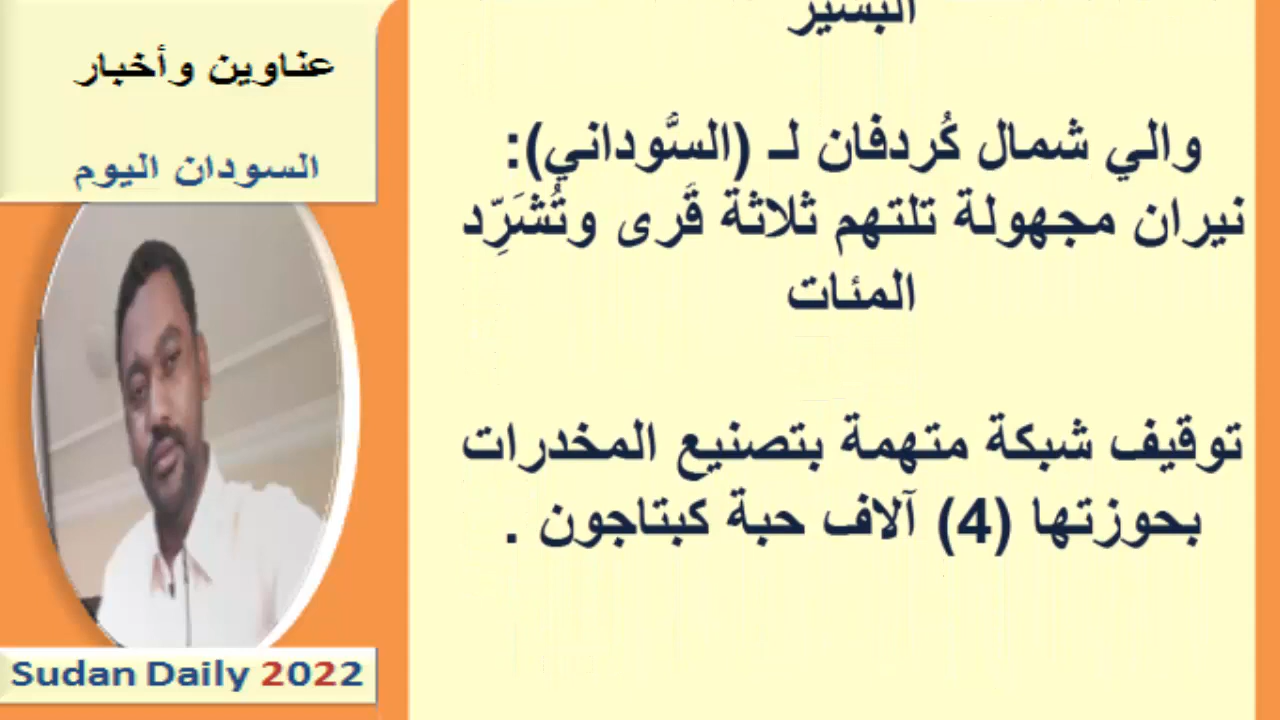 عناوين وأخبار
السودان اليوم
Sudan Daily 2022
والي شمال كُردفان لـ (السَّوداني):
نيران مجهولة تلتهم ثلاثة قَرى وتُشَرِّد
المئات
توقيف شبكة متهمة بتصنيع المخدرات
بحوزتها (4) آلاف حبة كبتاجون .